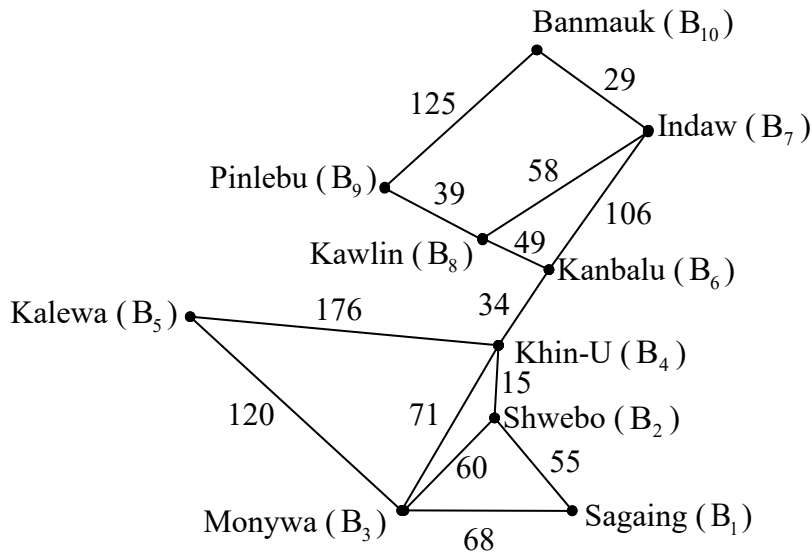 Banmauk (B₁₀)
29
125
Indaw (B₇)
58
Pinlebu (B₉)
39
106
49
Kawlin (B₈)
Kanbalu (B₆)
34
176
Kalewa (B₅)
Khin-U (B₄)
15
71
120
Shwebo (B₂)
60
55
Monywa (B₃)
Sagaing (B₁)
68